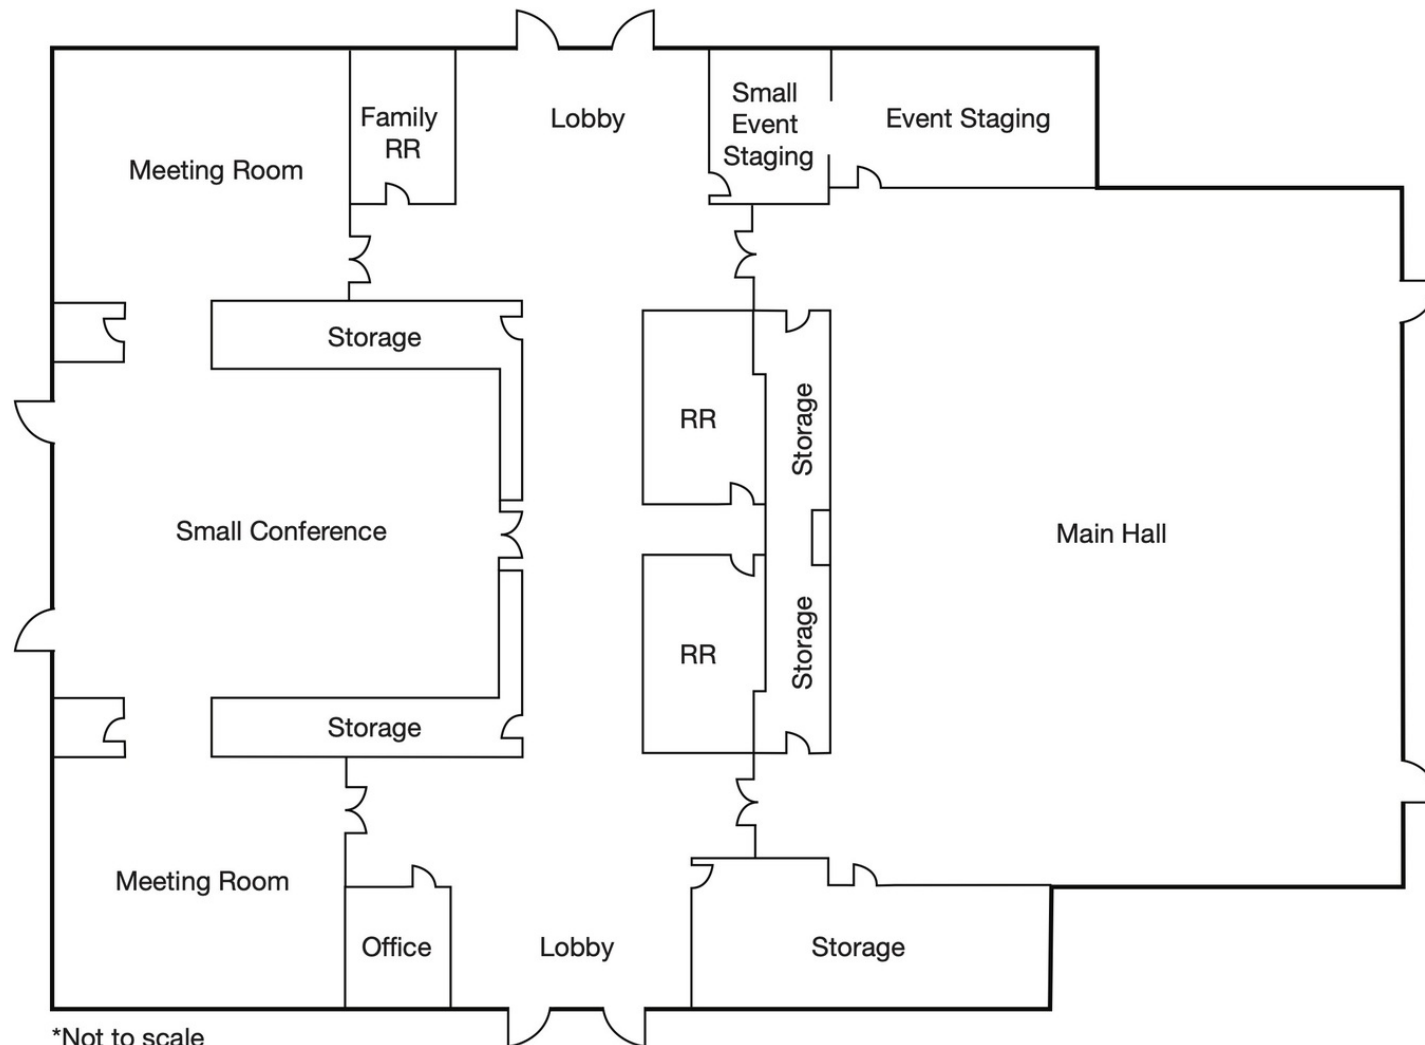 Small
Family
Lobby
Event
Event Staging
RR
Staging
Meeting Room
Storage
RR
Storage
Small Conference
Main Hall
RR
Storage
Storage
Meeting Room
Office
Lobby
Storage
*Not to scale